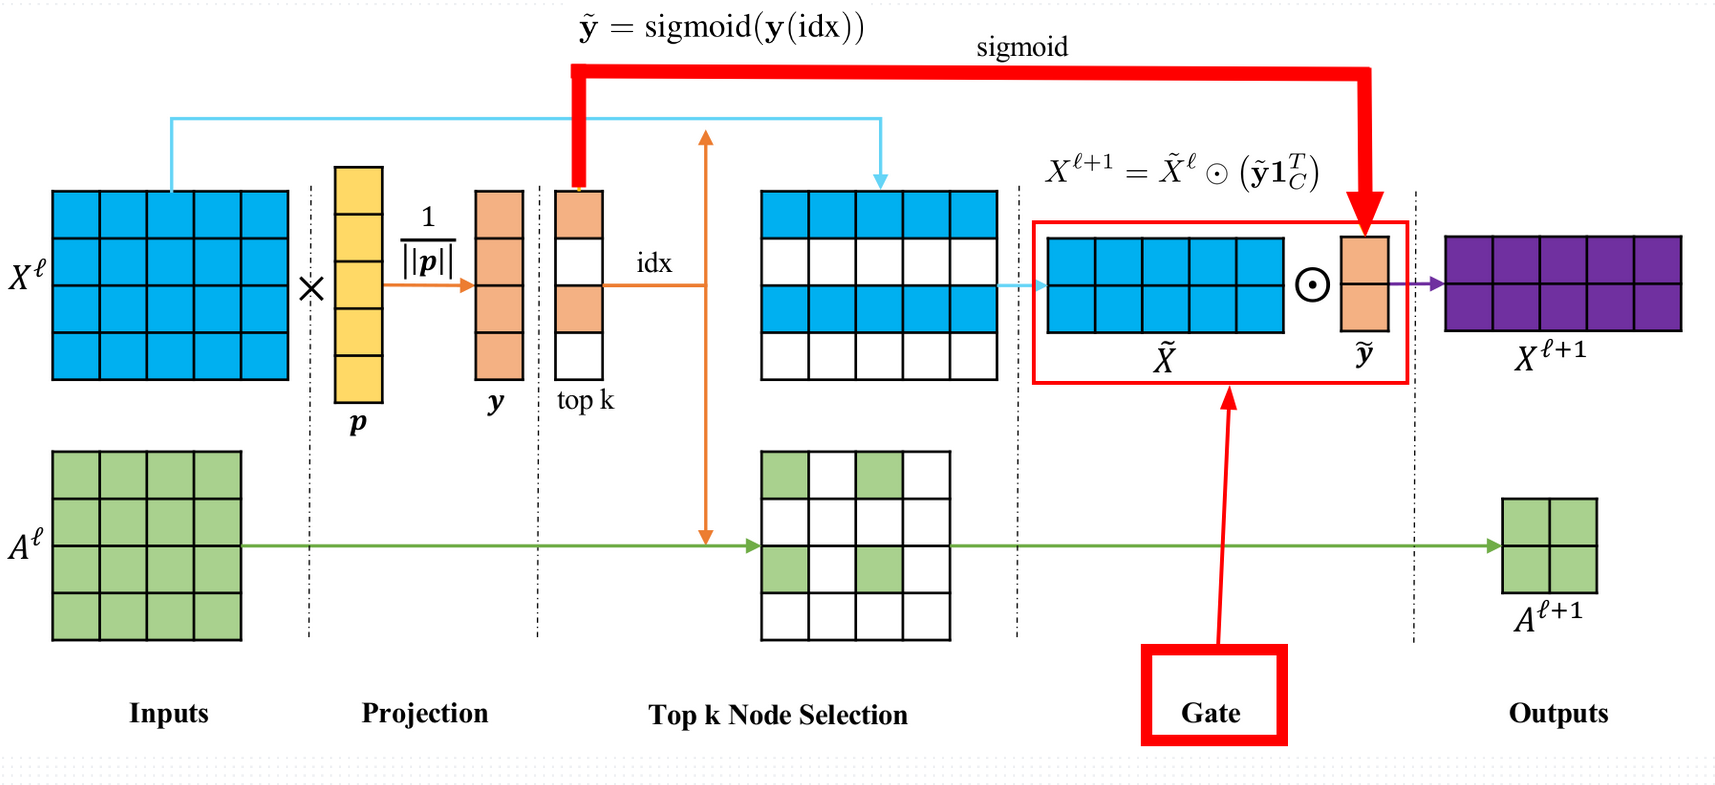 ỹ = sigmoid(y(idx))
sigmoid
X^{ℓ+1} = X̃^ℓ ⊙ (ỹ1_C^T)
X^ℓ
×
1
||p||
idx
⊙
p
y
top k
X̃
ỹ
X^{ℓ+1}
A^ℓ
A^{ℓ+1}
Inputs
Projection
Top k Node Selection
Gate
Outputs